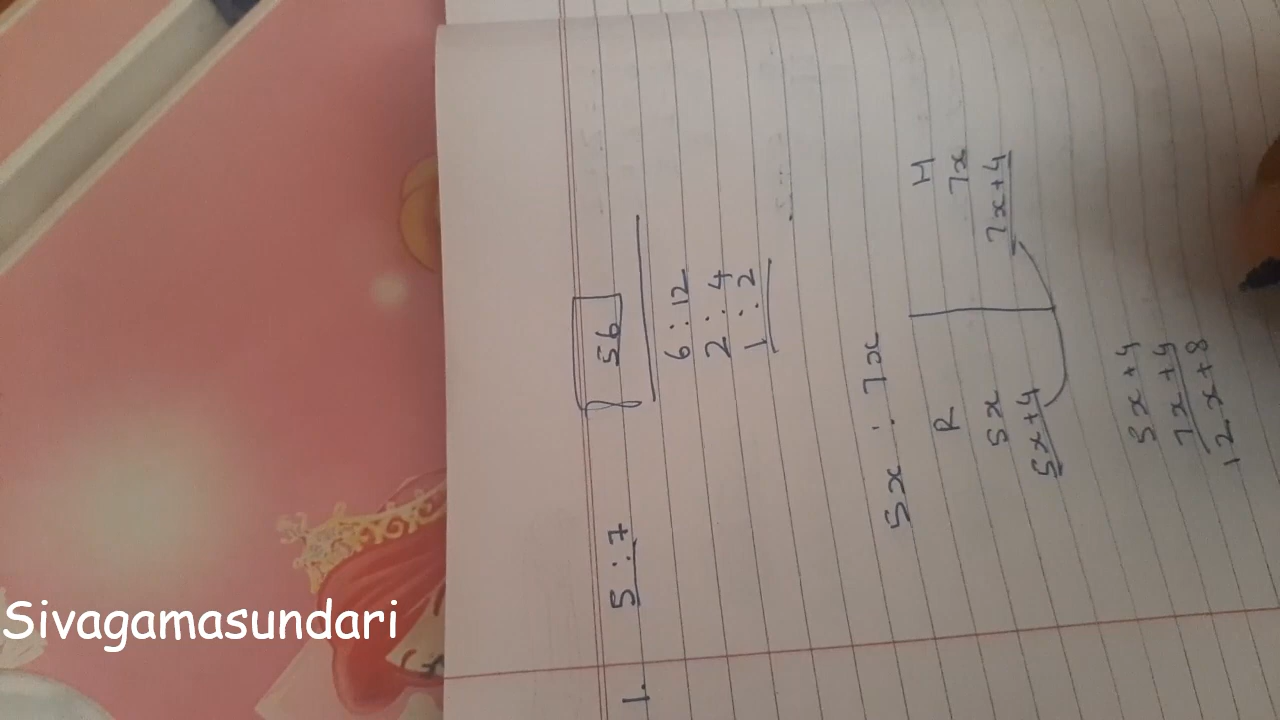 1. 5 : 7 56
6 : 12
2 : 4
1 : 2
5x : 7x
R H
5x 7x
5x+4 7x+4
5x+4
7x+4
12x+8
Sivagamasundari